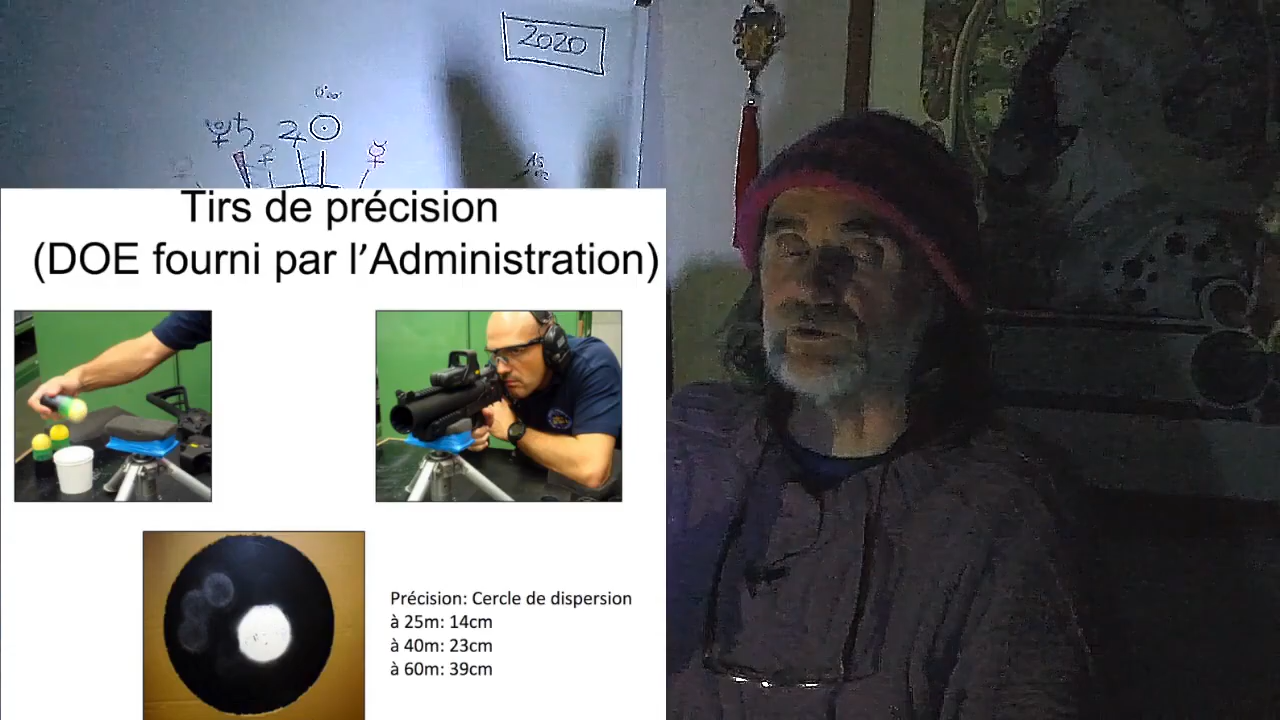 2020
Tirs de précision
(DOE fourni par l’Administration)
Précision: Cercle de dispersion
à 25m: 14cm
à 40m: 23cm
à 60m: 39cm